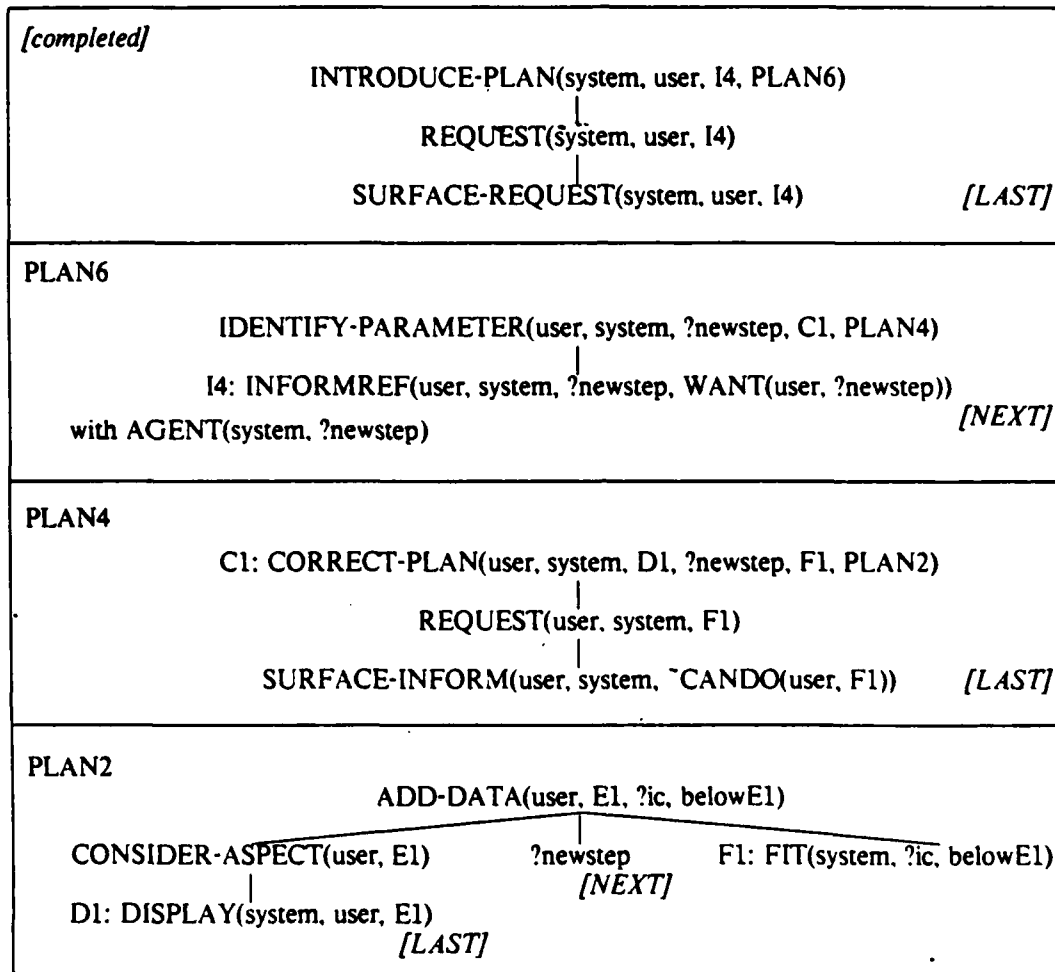 [completed]
INTRODUCE-PLAN(system, user, I4, PLAN6)
REQUEST(system, user, I4)
SURFACE-REQUEST(system, user, I4) [LAST]
PLAN6
IDENTIFY-PARAMETER(user, system, ?newstep, C1, PLAN4)
I4: INFORMREF(user, system, ?newstep, WANT(user, ?newstep))
with AGENT(system, ?newstep) [NEXT]
PLAN4
C1: CORRECT-PLAN(user, system, D1, ?newstep, F1, PLAN2)
REQUEST(user, system, F1)
SURFACE-INFORM(user, system, ~CANDO(user, F1)) [LAST]
PLAN2
ADD-DATA(user, E1, ?ic, belowE1)
CONSIDER-ASPECT(user, E1) ?newstep F1: FIT(system, ?ic, belowE1)
[NEXT]
D1: DISPLAY(system, user, E1)
[LAST]